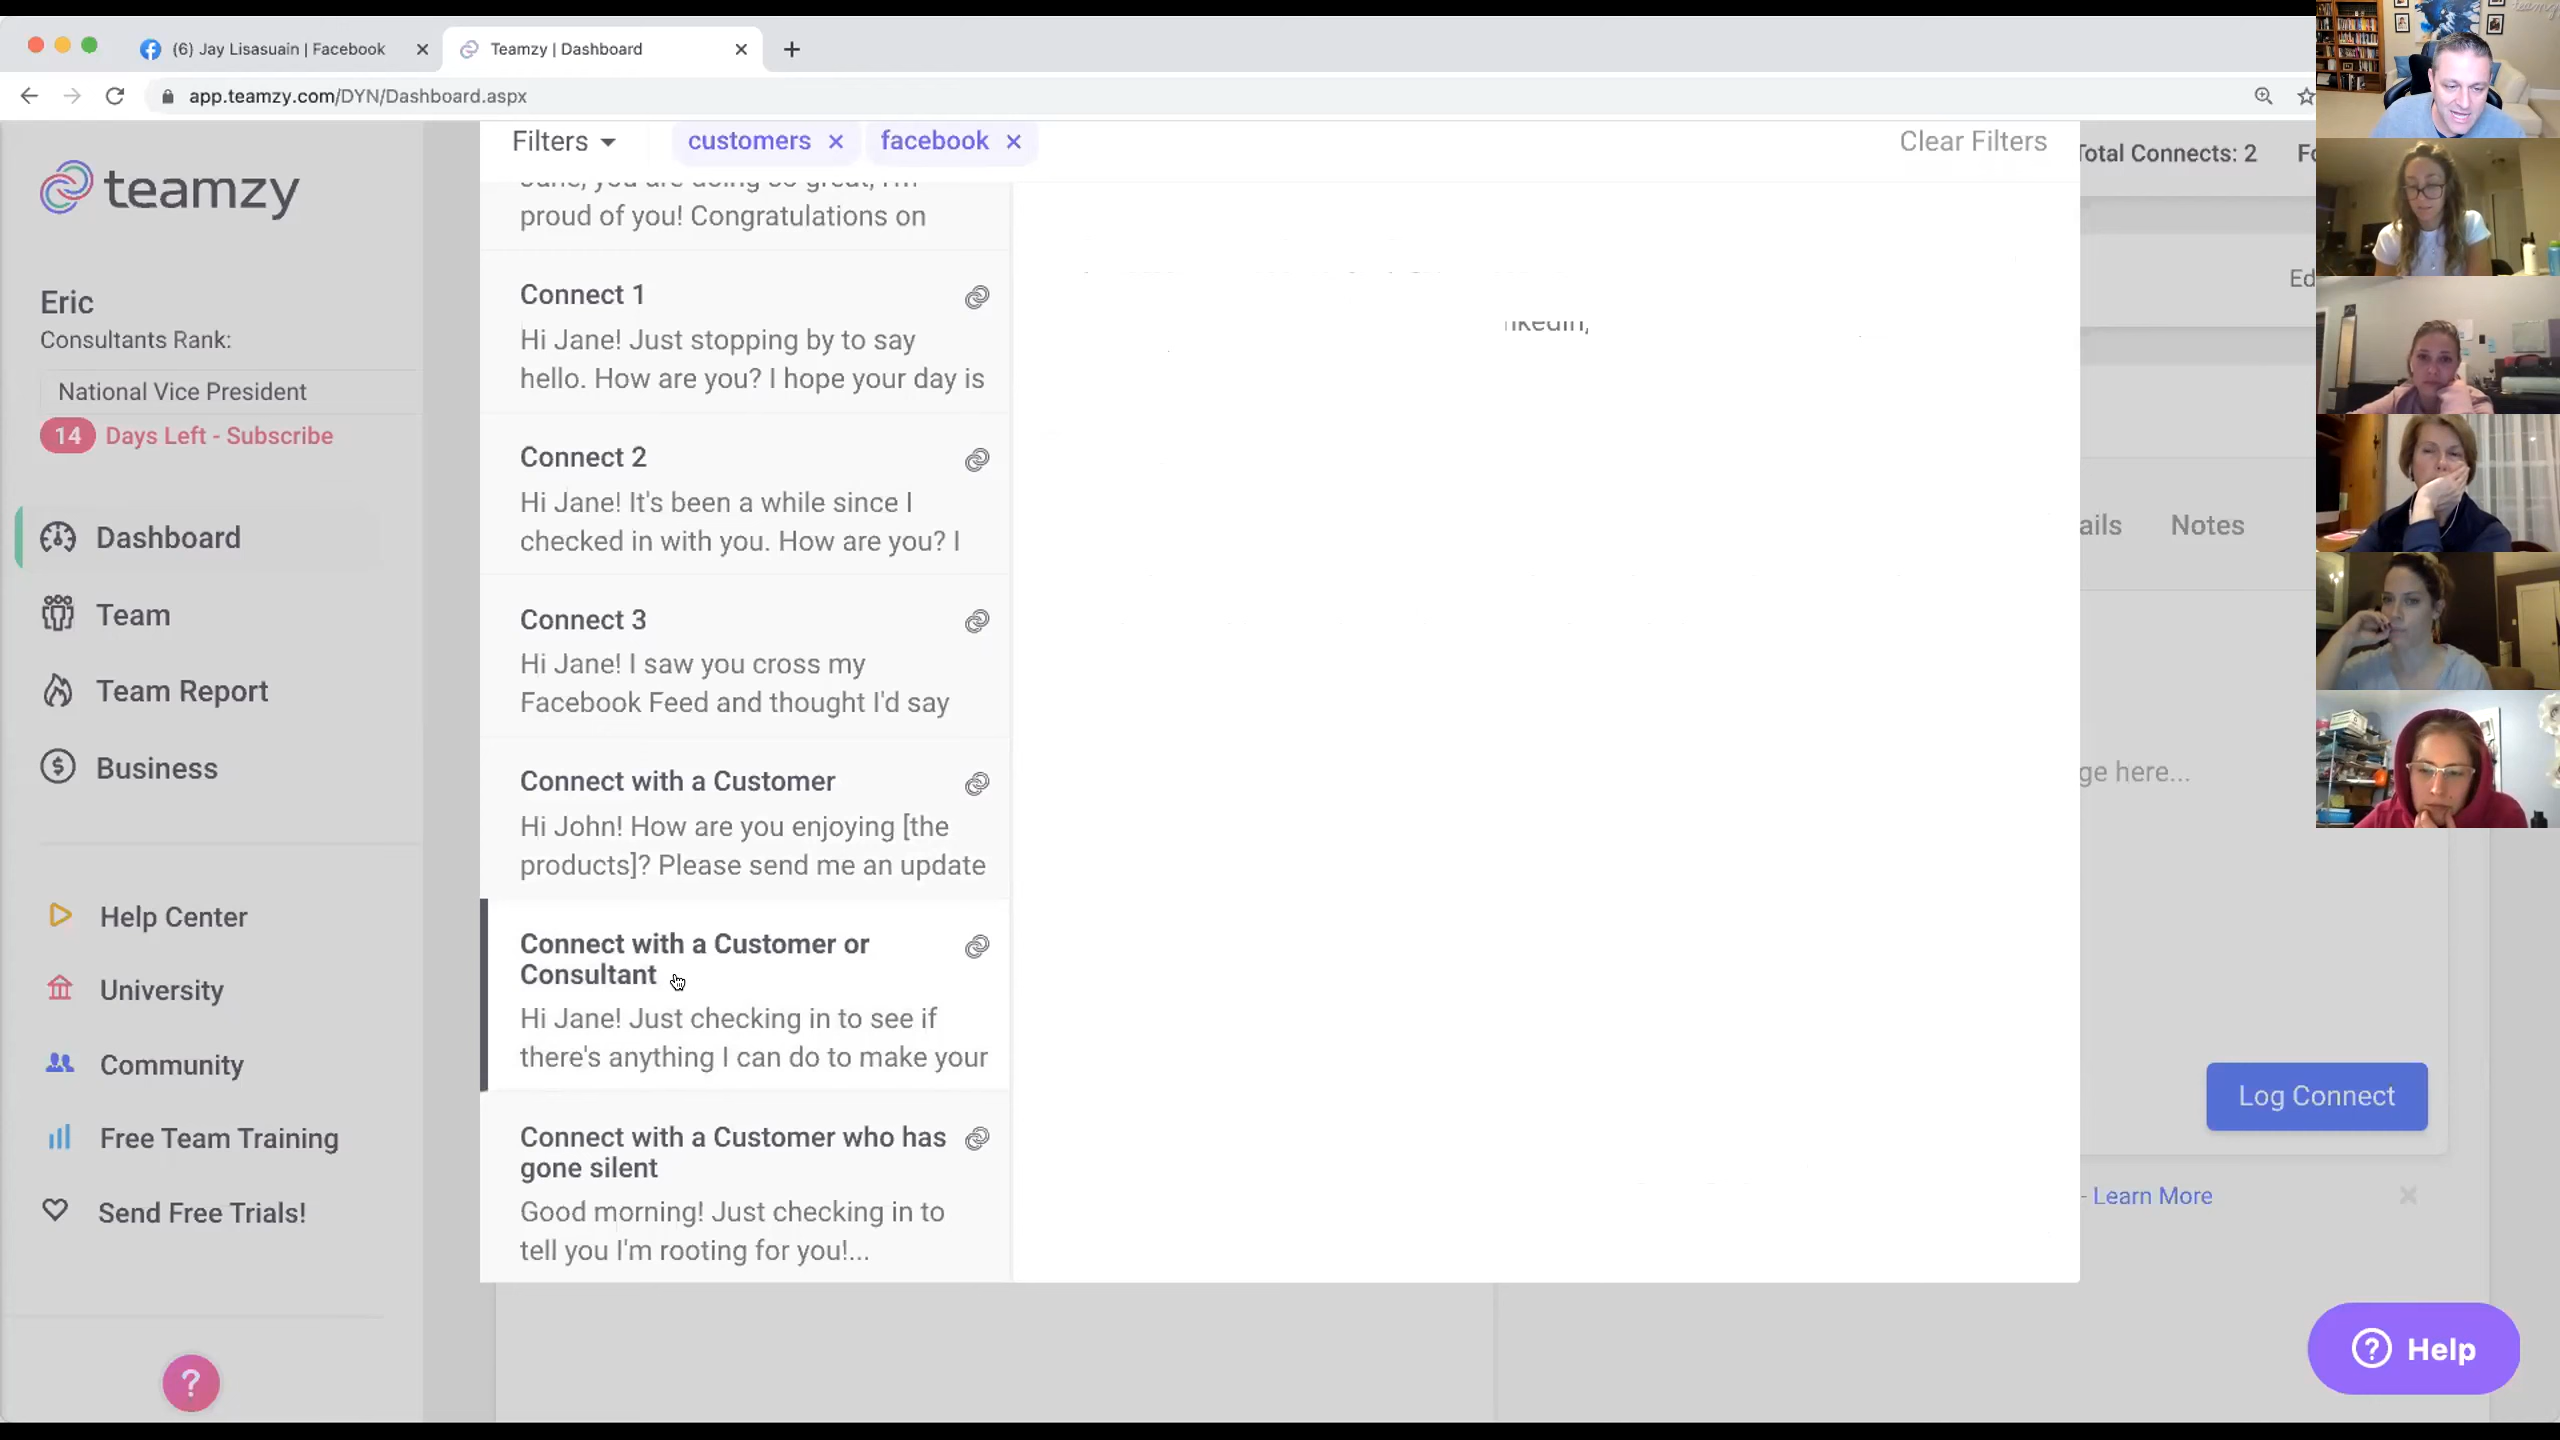 (6) Jay Lisasuain | Facebook
Teamzy | Dashboard
app.teamzy.com/DYN/Dashboard.aspx
teamzy
Eric
Consultants Rank:
National Vice President
14 Days Left - Subscribe
Dashboard
Team
Team Report
Business
Help Center
University
Community
Free Team Training
Send Free Trials!
?
Filters
customers
facebook
Clear Filters
proud of you! Congratulations on
Connect 1
Hi Jane! Just stopping by to say
hello. How are you? I hope your day is
Connect 2
Hi Jane! It's been a while since I
checked in with you. How are you? I
Connect 3
Hi Jane! I saw you cross my
Facebook Feed and thought I'd say
Connect with a Customer
Hi John! How are you enjoying [the
products]? Please send me an update
Connect with a Customer or
Consultant
Hi Jane! Just checking in to see if
there's anything I can do to make your
Connect with a Customer who has
gone silent
Good morning! Just checking in to
tell you I'm rooting for you!...
Total Connects: 2
Notes
ge here...
Log Connect
- Learn More
Help